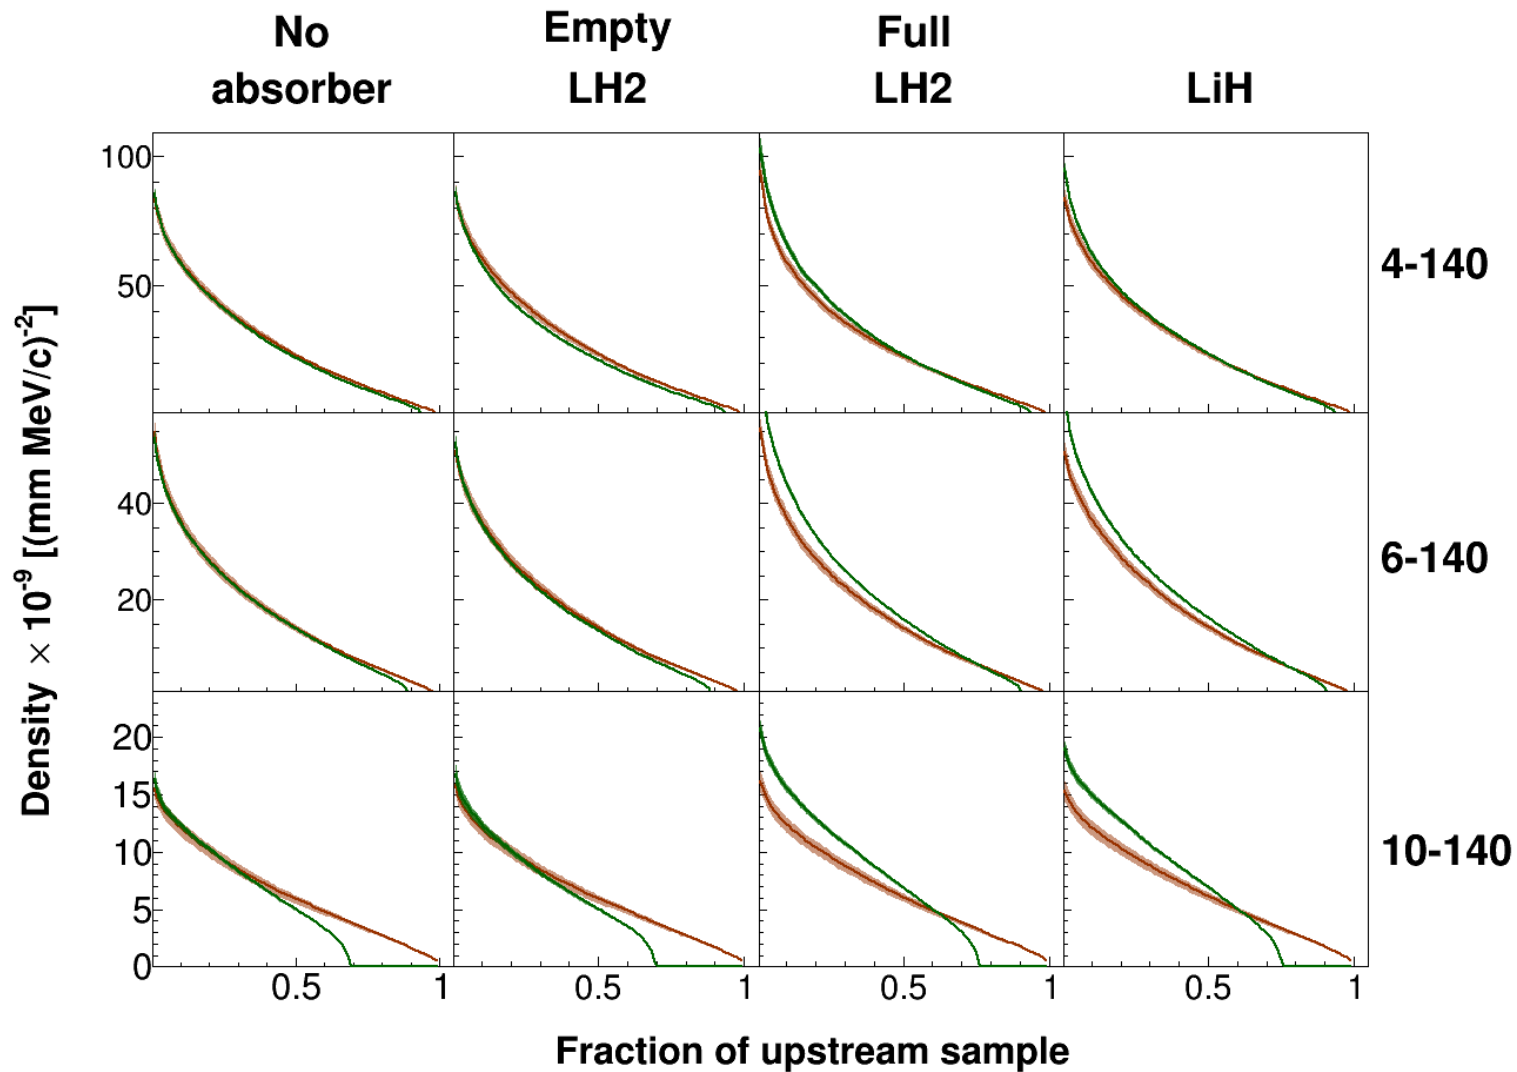 No
absorber
Empty
LH2
Full
LH2
LiH
Density × 10⁻⁹ [(mm MeV/c)⁻²]
100
50
4-140
40
20
6-140
20
15
10
5
0
10-140
0.5
1
0.5
1
0.5
1
0.5
1
Fraction of upstream sample